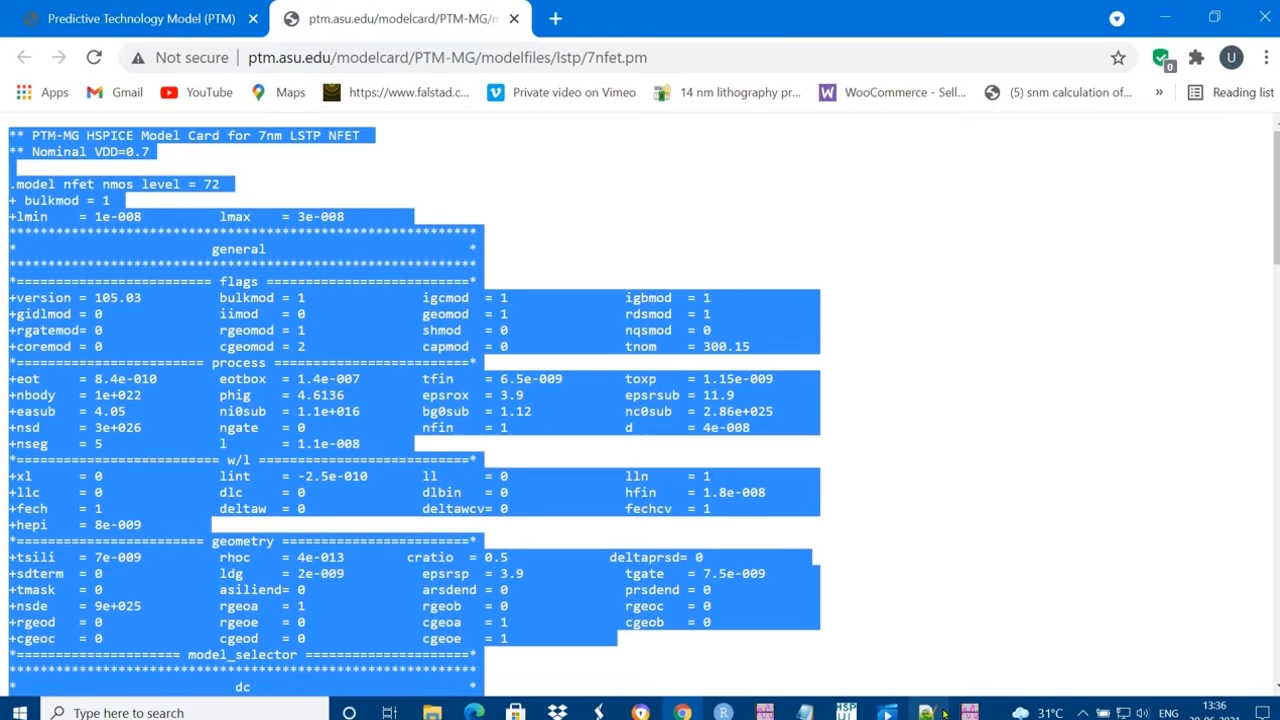 Predictive Technology Model (PTM)
ptm.asu.edu/modelcard/PTM-MG/m
Not secure ptm.asu.edu/modelcard/PTM-MG/modelfiles/lstp/7nfet.pm
0 U
Apps Gmail YouTube Maps https://www.falstad.c... Private video on Vimeo 14 nm lithography pr... WooCommerce - Sell... (5) snm calculation of... » Reading list
** PTM-MG HSPICE Model Card for 7nm LSTP NFET
** Nominal VDD=0.7
.model nfet nmos level = 72
+ bulkmod = 1
+lmin = 1e-008 lmax = 3e-008
************************************************************
* general *
************************************************************
*======================== flags =========================*
+version = 105.03 bulkmod = 1 igcmod = 1 igbmod = 1
+gidlmod = 0 iimod = 0 geomod = 1 rdsmod = 1
+rgatemod= 0 rgeomod = 1 shmod = 0 nqsmod = 0
+coremod = 0 cgeomod = 2 capmod = 0 tnom = 300.15
*======================== process ========================*
+eot = 8.4e-010 eotbox = 1.4e-007 tfin = 6.5e-009 toxp = 1.15e-009
+nbody = 1e+022 phig = 4.6136 epsrox = 3.9 epsrsub = 11.9
+easub = 4.05 ni0sub = 1.1e+016 bg0sub = 1.12 nc0sub = 2.86e+025
+nsd = 3e+026 ngate = 0 nfin = 1 d = 4e-008
+nseg = 5 l = 1.1e-008
*========================== w/l ===========================*
+xl = 0 lint = -2.5e-010 ll = 0 lln = 1
+llc = 0 dlc = 0 dlbin = 0 hfin = 1.8e-008
+fech = 1 deltaw = 0 deltawcv= 0 fechcv = 1
+hepi = 8e-009
*======================== geometry =======================*
+tsili = 7e-009 rhoc = 4e-013 cratio = 0.5 deltaprsd= 0
+sdterm = 0 ldg = 2e-009 epsrsp = 3.9 tgate = 7.5e-009
+tmask = 0 asiliend= 0 arsdend = 0 prsdend = 0
+nsde = 9e+025 rgeoa = 1 rgeob = 0 rgeoc = 0
+rgeod = 0 rgeoe = 0 cgeoa = 1 cgeob = 0
+cgeoc = 0 cgeod = 0 cgeoe = 1
*===================== model_selector =====================*
************************************************************
* dc *
Type here to search 31°C ENG 13:36
20-06-2021